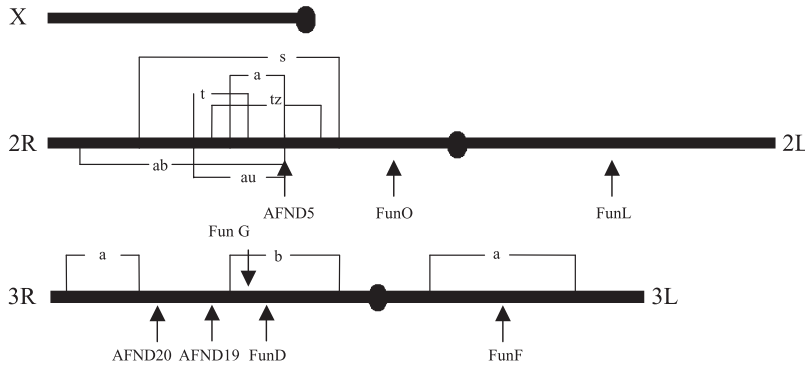 X
s
a
t
tz
2R
2L
ab
au
AFND5
FunO
FunL
Fun G
a
b
a
3R
3L
AFND20
AFND19
FunD
FunF